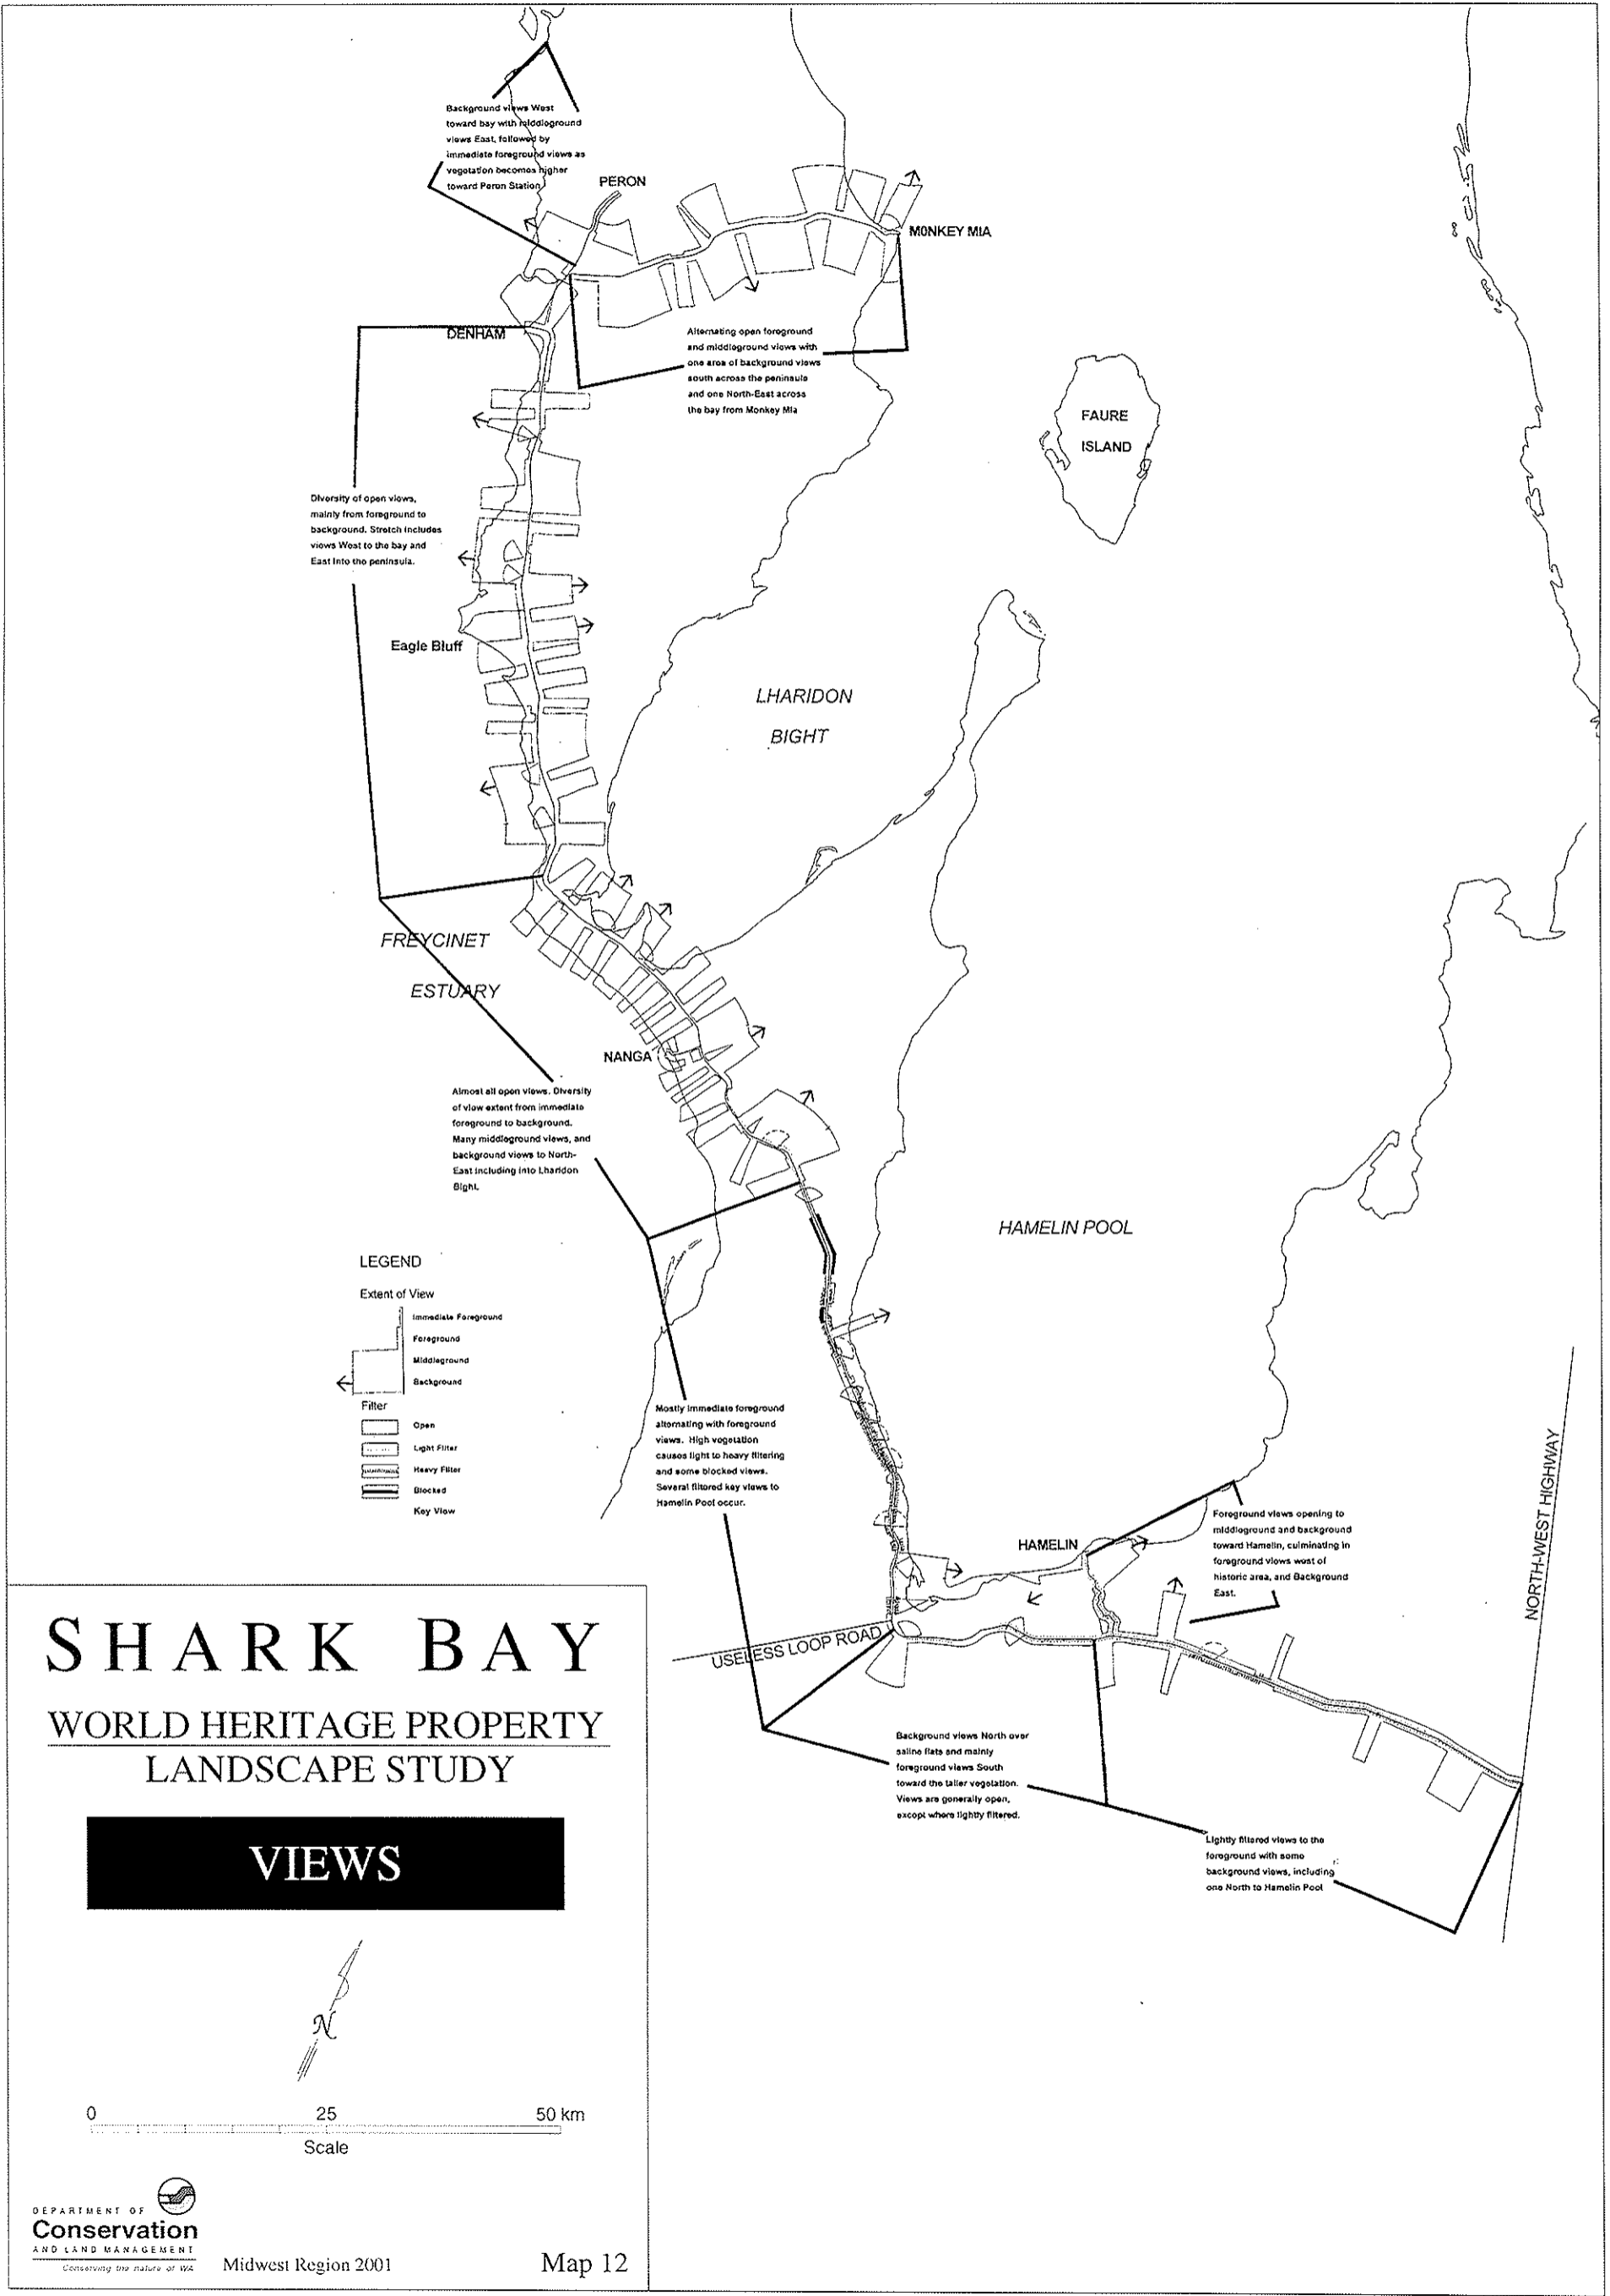 Background views West
toward bay with middleground
views East, followed by
immediate foreground views as
vegetation becomes higher
toward Peron Station
PERON
MONKEY MIA
DENHAM
Alternating open foreground
and middleground views with
one area of background views
south across the peninsula
and one North-East across
the bay from Monkey Mia
FAURE
ISLAND
Diversity of open views,
mainly from foreground to
background. Stretch includes
views West to the bay and
East into the peninsula.
Eagle Bluff
LHARIDON
BIGHT
FREYCINET
ESTUARY
NANGA
Almost all open views. Diversity
of view extent from immediate
foreground to background.
Many middleground views, and
background views to North-
East including into Lharidon
Bight.
HAMELIN POOL
LEGEND
Extent of View
Immediate Foreground
Foreground
Middleground
Background
Filter
Open
Light Filter
Heavy Filter
Blocked
Key View
Mostly immediate foreground
alternating with foreground
views. High vegetation
causes light to heavy filtering
and some blocked views.
Several filtered key views to
Hamelin Pool occur.
HAMELIN
Foreground views opening to
middleground and background
toward Hamelin, culminating in
foreground views west of
historic area, and Background
East.
NORTH-WEST HIGHWAY
USELESS LOOP ROAD
Background views North over
saline flats and mainly
foreground views South
toward the taller vegetation.
Views are generally open,
except where lightly filtered.
Lightly filtered views to the
foreground with some
background views, including
one North to Hamelin Pool
SHARK BAY
WORLD HERITAGE PROPERTY
LANDSCAPE STUDY
VIEWS
N
0 25 50 km
Scale
DEPARTMENT OF
Conservation
AND LAND MANAGEMENT
Conserving the nature of WA
Midwest Region 2001
Map 12